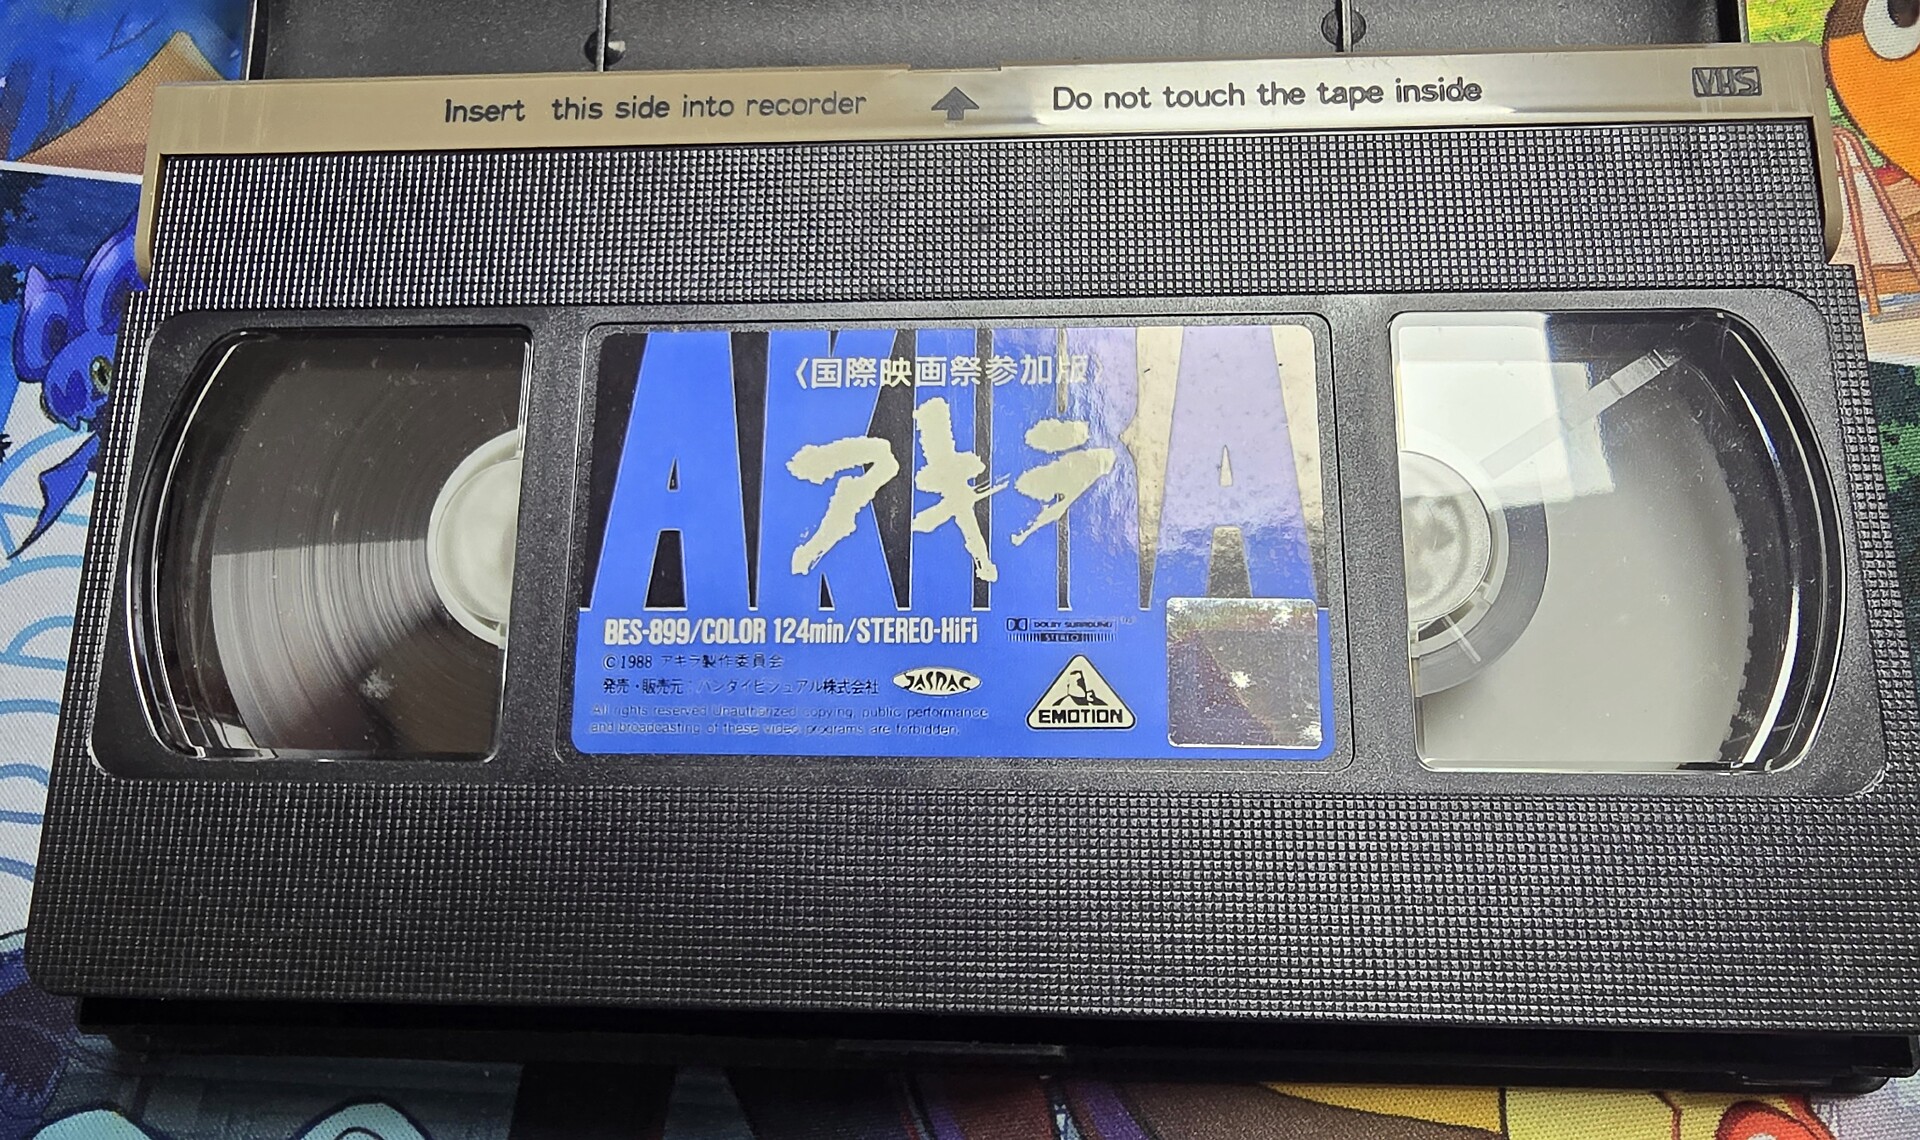 Insert this side into recorder
Do not touch the tape inside
VHS
AKIRA
〈国際映画祭参加版〉
アキラ
BES-899/COLOR 124min/STEREO-HiFi
DOLBY SURROUND
STEREO
©1988 アキラ製作委員会
発売・販売元:バンダイビジュアル株式会社
JASRAC
All rights reserved Unauthorized copying, public performance
and broadcasting of these video programs are forbidden.
EMOTION